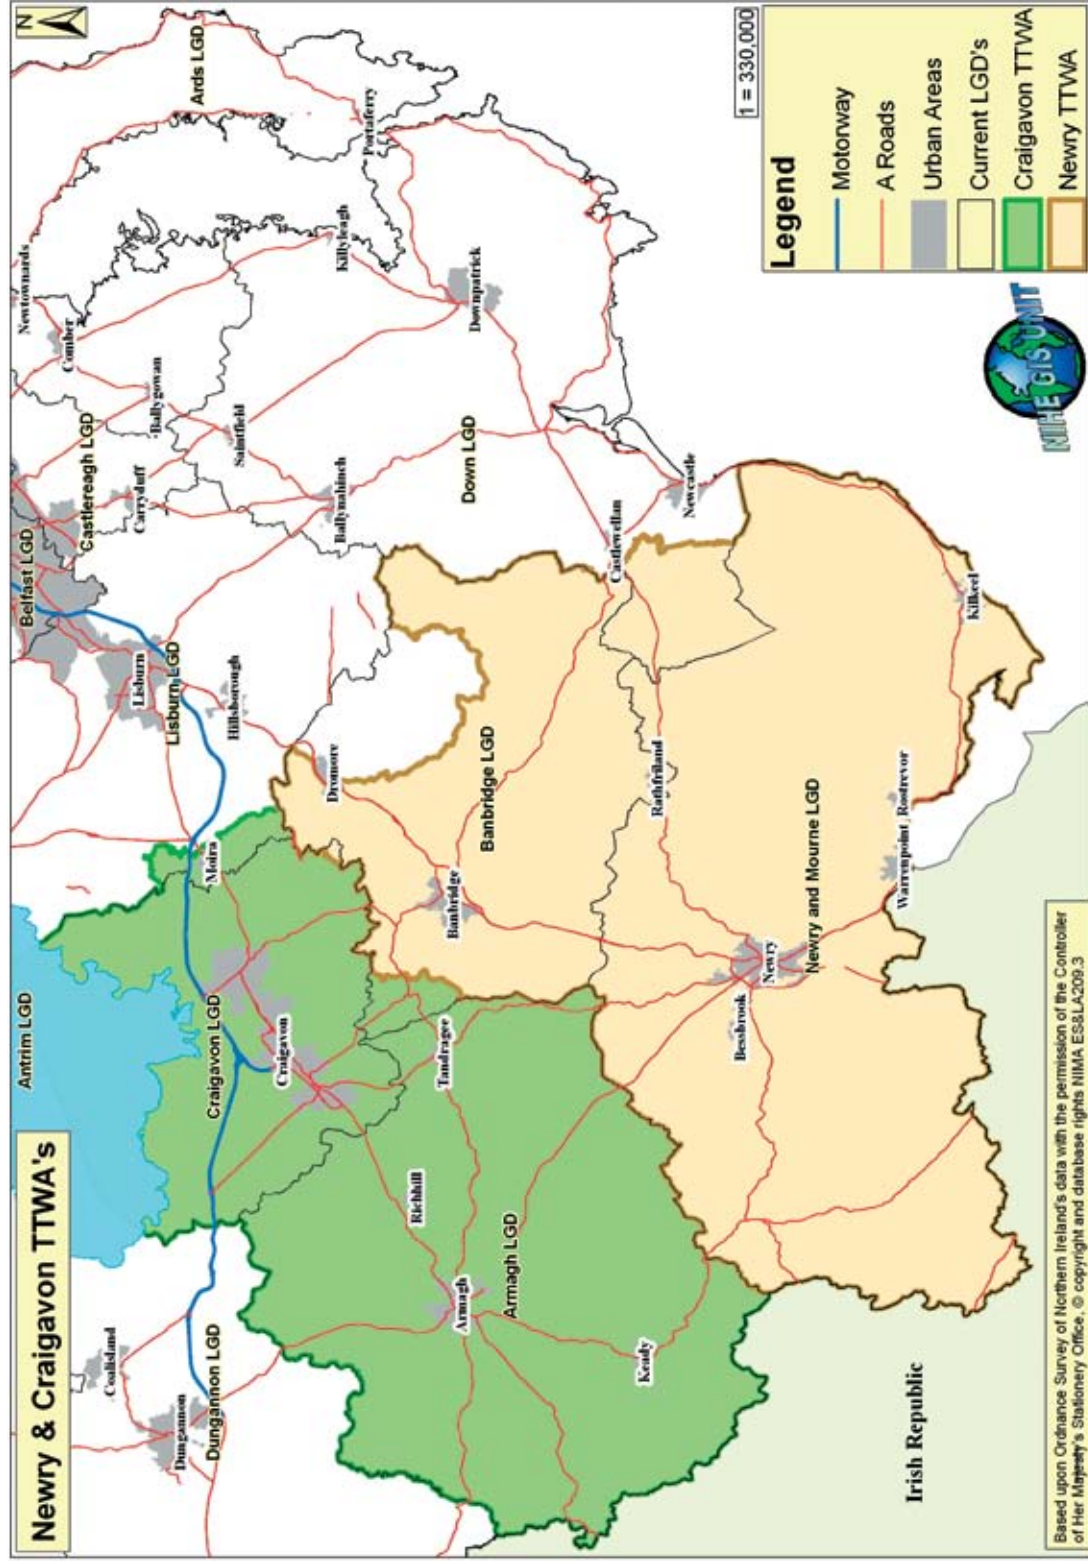 Newry & Craigavon TTWA's
N
Antrim LGD
Belfast LGD
Castlereagh LGD
Newtownards
Comber
Ards LGD
Coalisland
Dungannon
Dungannon LGD
Craigavon LGD
Moira
Lisburn
Lisburn LGD
Carryduff
Ballygowan
Hillsborough
Saintfield
Craigavon
Dromore
Ballynahinch
Killyleagh
Portaferry
Richhill
Tandragee
Armagh
Banbridge
Banbridge LGD
Down LGD
Downpatrick
Armagh LGD
Keady
Rathfriland
Castlewellan
Newcastle
Bessbrook
Newry
Newry and Mourne LGD
Warrenpoint
Rostrevor
Kilkeel
Irish Republic
NIHE GIS UNIT
1 = 330,000
Legend
Motorway
A Roads
Urban Areas
Current LGD's
Craigavon TTWA
Newry TTWA
Based upon Ordnance Survey of Northern Ireland's data with the permission of the Controller
of Her Majesty's Stationery Office, © copyright and database rights NIMA ES&LA209.3